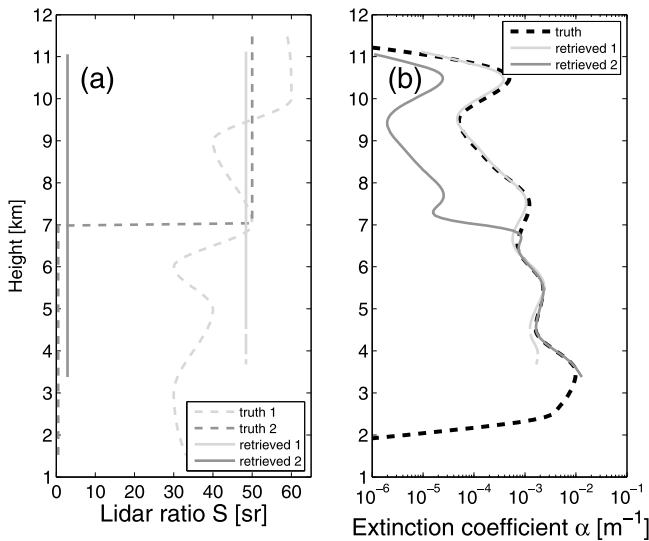 12
11
10
9
8
7
6
5
4
3
2
1
Height [km]
(a)
truth 1
truth 2
retrieved 1
retrieved 2
0 10 20 30 40 50 60
Lidar ratio S [sr]
12
11
10
9
8
7
6
5
4
3
2
1
(b)
truth
retrieved 1
retrieved 2
10⁻⁶ 10⁻⁵ 10⁻⁴ 10⁻³ 10⁻² 10⁻¹
Extinction coefficient α [m⁻¹]